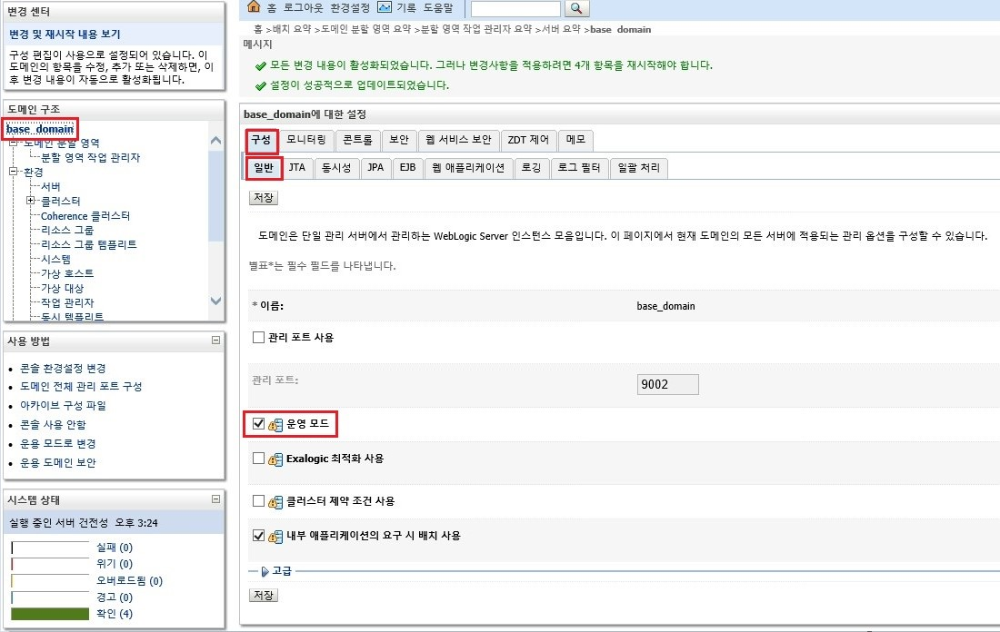 변경 센터
변경 및 재시작 내용 보기
구성 편집이 사용으로 설정되어 있습니다. 이
도메인의 항목을 수정, 추가 또는 삭제하면, 이
후 변경 내용이 자동으로 활성화됩니다.
도메인 구조
base_domain
도메인 분할 영역
분할 영역 작업 관리자
환경
서버
클러스터
Coherence 클러스터
리소스 그룹
리소스 그룹 템플리트
시스템
가상 호스트
가상 대상
작업 관리자
동시 템플리트
사용 방법
콘솔 환경설정 변경
도메인 전체 관리 포트 구성
아카이브 구성 파일
콘솔 사용 안함
운용 모드로 변경
운용 도메인 보안
시스템 상태
실행 중인 서버 건전성 오후 3:24
실패 (0)
위기 (0)
오버로드됨 (0)
경고 (0)
확인 (4)
홈 로그아웃 환경설정 기록 도움말
홈 >배치 요약 >도메인 분할 영역 요약 >분할 영역 작업 관리자 요약 >서버 요약 >base_domain
메시지
모든 변경 내용이 활성화되었습니다. 그러나 변경사항을 적용하려면 4개 항목을 재시작해야 합니다.
설정이 성공적으로 업데이트되었습니다.
base_domain에 대한 설정
구성 모니터링 콘트롤 보안 웹 서비스 보안 ZDT 제어 메모
일반 JTA 동시성 JPA EJB 웹 애플리케이션 로깅 로그 필터 일괄 처리
저장
도메인은 단일 관리 서버에서 관리하는 WebLogic Server 인스턴스 모음입니다. 이 페이지에서 현재 도메인의 모든 서버에 적용되는 관리 옵션을 구성할 수 있습니다.
별표*는 필수 필드를 나타냅니다.
* 이름: base_domain
관리 포트 사용
관리 포트: 9002
운영 모드
Exalogic 최적화 사용
클러스터 제약 조건 사용
내부 애플리케이션의 요구 시 배치 사용
고급
저장